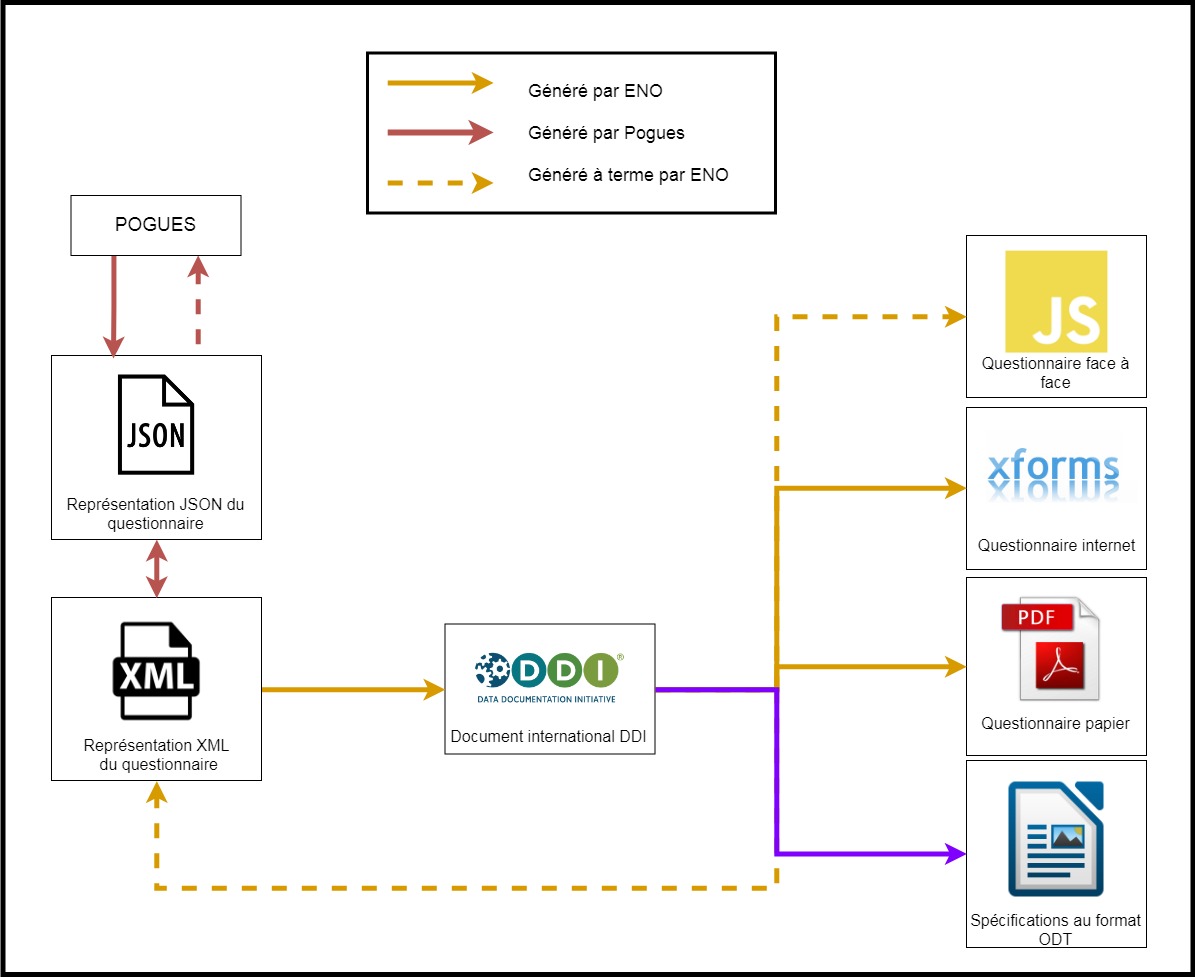 Généré par ENO
Généré par Pogues
Généré à terme par ENO
POGUES
JSON
Représentation JSON du
questionnaire
XML
Représentation XML
du questionnaire
DDI®
DATA DOCUMENTATION INITIATIVE
Document international DDI
JS
Questionnaire face à
face
xforms
Questionnaire internet
PDF
Questionnaire papier
Spécifications au format
ODT